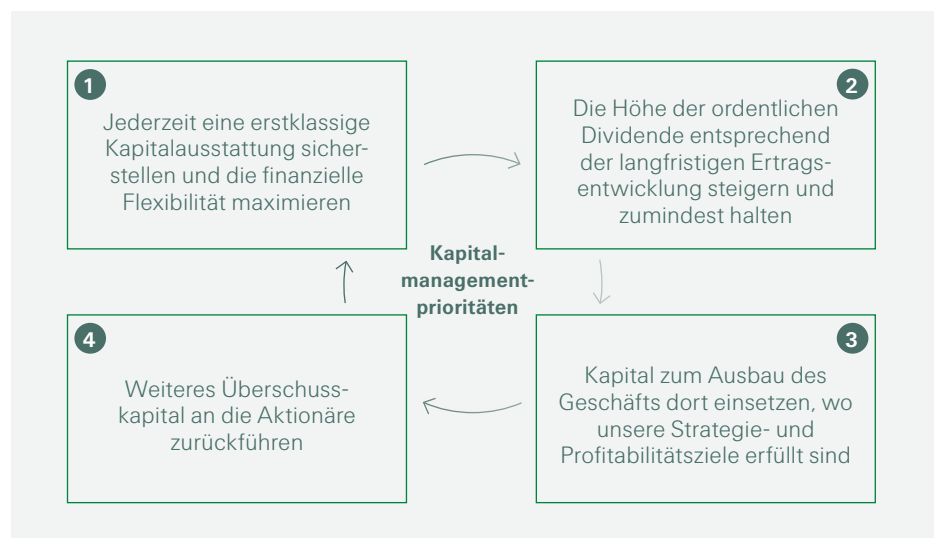 1
Jederzeit eine erstklassige
Kapitalausstattung sicher-
stellen und die finanzielle
Flexibilität maximieren
2
Die Höhe der ordentlichen
Dividende entsprechend
der langfristigen Ertrags-
entwicklung steigern und
zumindest halten
Kapital-
management-
prioritäten
3
Kapital zum Ausbau des
Geschäfts dort einsetzen, wo
unsere Strategie- und
Profitabilitätsziele erfüllt sind
4
Weiteres Überschuss-
kapital an die Aktionäre
zurückführen